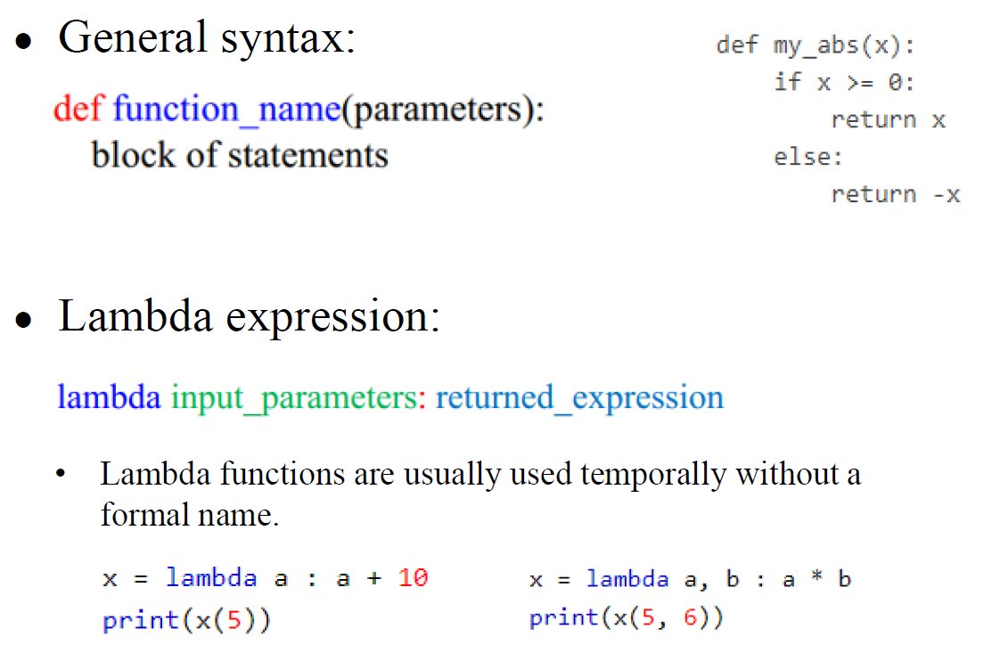 • General syntax:
def function_name(parameters):
    block of statements
def my_abs(x):
    if x >= 0:
        return x
    else:
        return -x
• Lambda expression:
lambda input_parameters: returned_expression
• Lambda functions are usually used temporally without a
formal name.
x = lambda a : a + 10
print(x(5))
x = lambda a, b : a * b
print(x(5, 6))